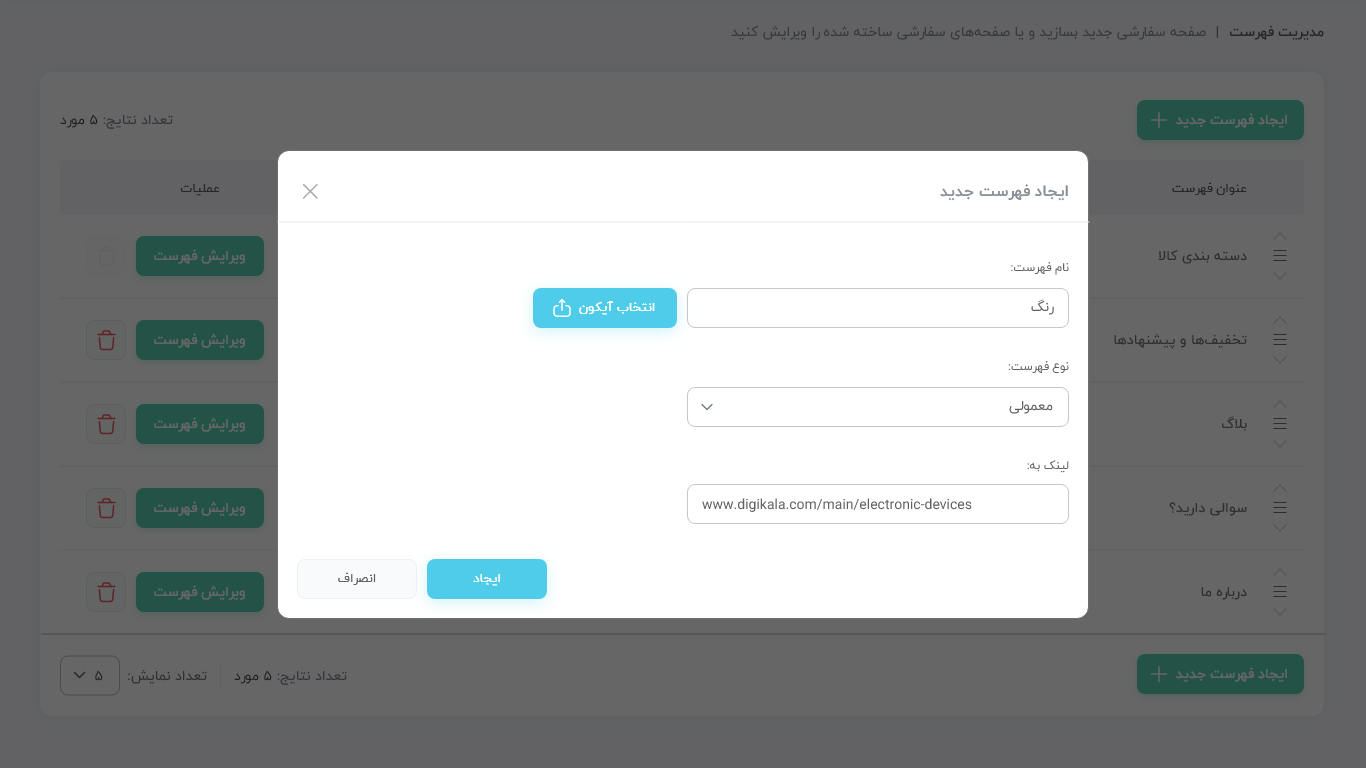 مدیریت فهرست | صفحه سفارشی جدید بسازید و یا صفحه‌های سفارشی ساخته شده را ویرایش کنید
ایجاد فهرست جدید
تعداد نتایج: ۵ مورد
عنوان فهرست
عملیات
دسته بندی کالا
ویرایش فهرست
تخفیف‌ها و پیشنهادها
ویرایش فهرست
بلاگ
ویرایش فهرست
سوالی دارید؟
ویرایش فهرست
درباره ما
ویرایش فهرست
ایجاد فهرست جدید
نام فهرست:
رنگ
انتخاب آیکون
نوع فهرست:
معمولی
لینک به:
www.digikala.com/main/electronic-devices
ایجاد
انصراف
ایجاد فهرست جدید
تعداد نتایج: ۵ مورد
تعداد نمایش: ۵